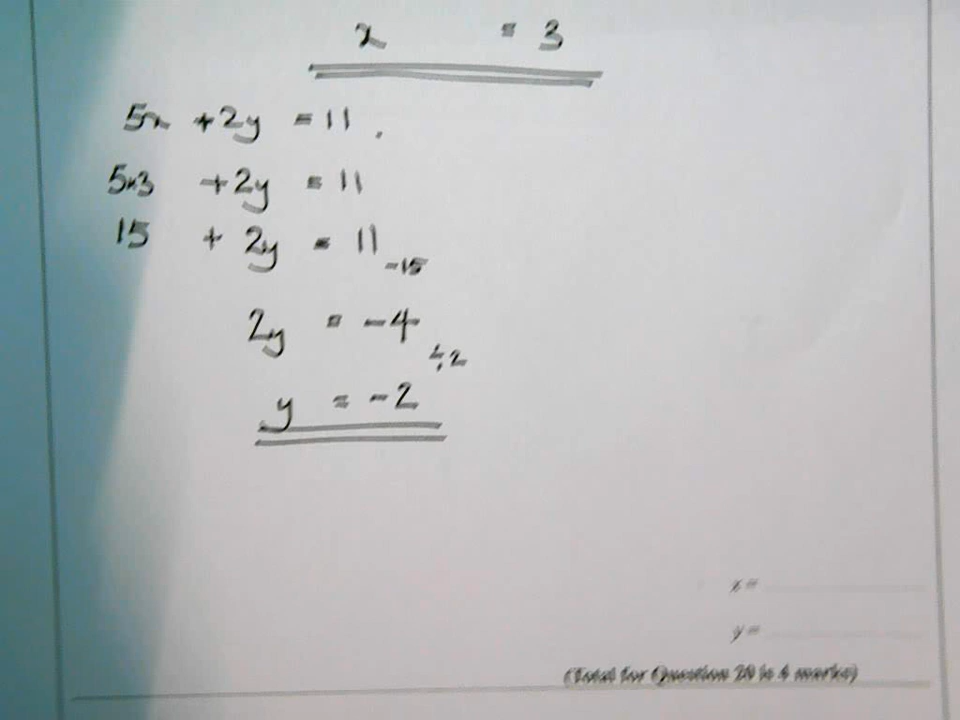 x = 3
5x + 2y = 11
5×3 + 2y = 11
15 + 2y = 11 -15
2y = -4 ÷2
y = -2
x =
y =
(Total for Question 20 is 4 marks)